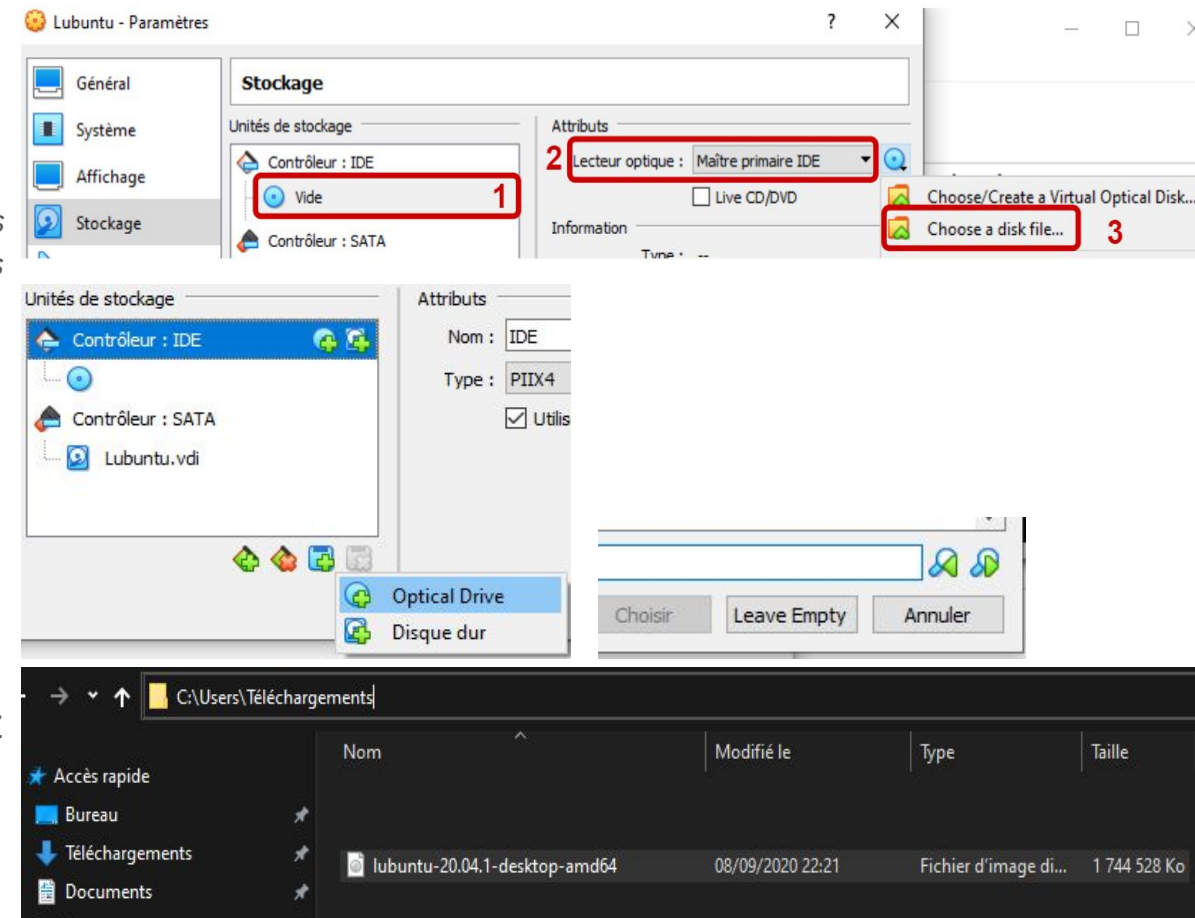 Lubuntu - Paramètres
?
Général
Système
Affichage
Stockage
Stockage
Unités de stockage
Contrôleur : IDE
Vide
1
Contrôleur : SATA
Attributs
2
Lecteur optique : Maître primaire IDE
Live CD/DVD
Information
Type : --
Choose/Create a Virtual Optical Disk...
Choose a disk file...
3
s
s
Unités de stockage
Contrôleur : IDE
Contrôleur : SATA
Lubuntu.vdi
Attributs
Nom : IDE
Type : PIIX4
Utilis
Optical Drive
Disque dur
Choisir
Leave Empty
Annuler
C:\Users\Téléchargements
Nom
Modifié le
Type
Taille
Accès rapide
Bureau
Téléchargements
Documents
lubuntu-20.04.1-desktop-amd64
08/09/2020 22:21
Fichier d'image di...
1 744 528 Ko